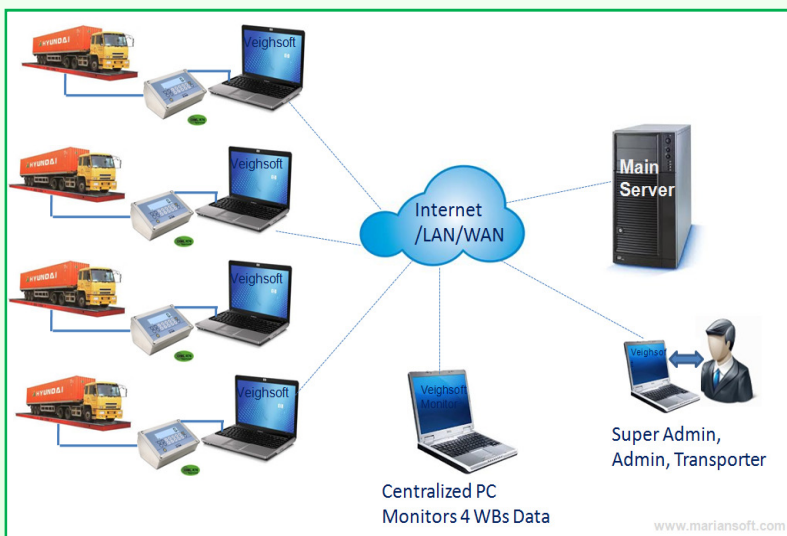 HYUNDAI
Veighsoft
HYUNDAI
Veighsoft
HYUNDAI
Veighsoft
HYUNDAI
Veighsoft
Internet
/LAN/WAN
Main
Server
Veighsoft
Monitor
Veighsof
Super Admin,
Admin, Transporter
Centralized PC
Monitors 4 WBs Data
www.mariansoft.com